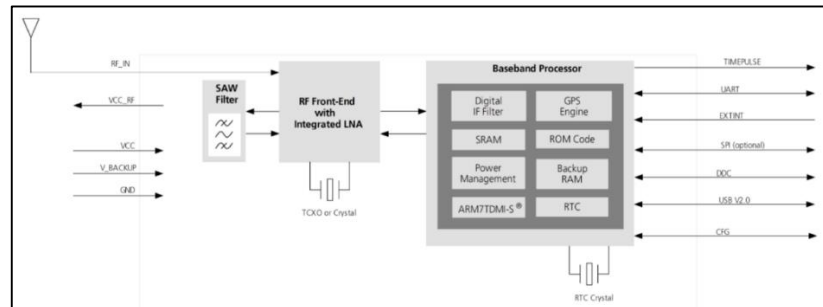 RF_IN
VCC_RF
VCC
V_BACKUP
GND
SAW
Filter
RF Front-End
with
Integrated LNA
TCXO or Crystal
Baseband Processor
Digital
IF Filter
GPS
Engine
SRAM
ROM Code
Power
Management
Backup
RAM
ARM7TDMI-S®
RTC
RTC Crystal
TIMEPULSE
UART
EXTINT
SPI (optional)
DDC
USB V2.0
CFG